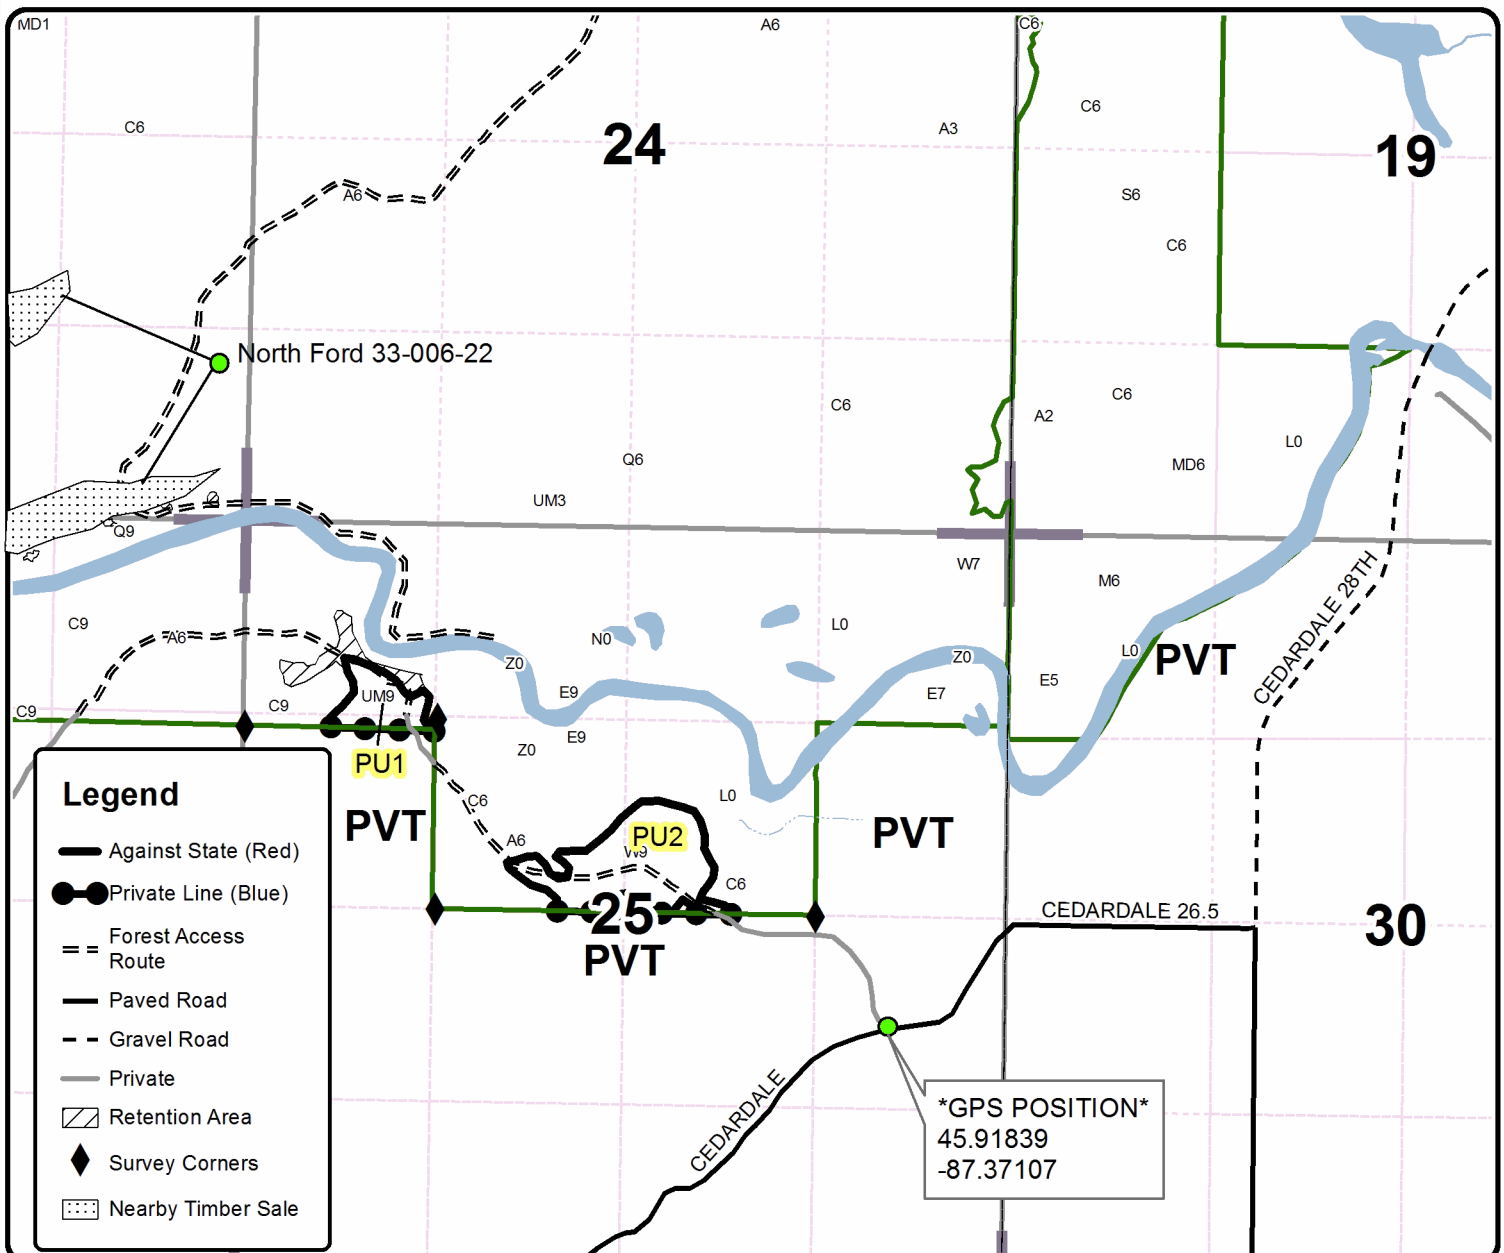 MD1
A6
C6
C6
C6
A3
24
19
A6
S6
C6
North Ford 33-006-22
C6
C6
A2
L0
Q6
MD6
UM3
Q9
W7
M6
C9
A6
N0
L0
CEDARDALE 28TH
Z0
Z0
L0
PVT
E9
E7
E5
UM9
C9
C9
E9
Z0
PU1
L0
C6
PVT
PVT
A6
PU2
W9
C6
25
PVT
CEDARDALE 26.5
30
Legend
Against State (Red)
Private Line (Blue)
Forest Access
Route
Paved Road
Gravel Road
Private
Retention Area
Survey Corners
Nearby Timber Sale
CEDARDALE
*GPS POSITION*
45.91839
-87.37107